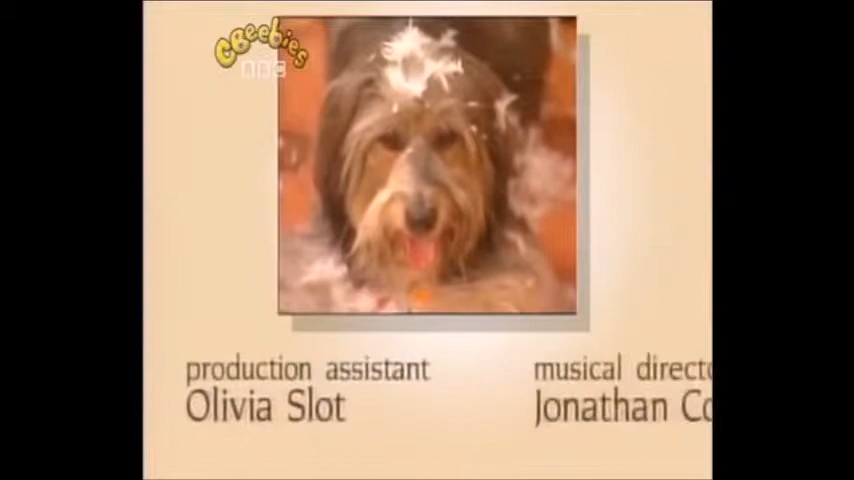 CBeebies
BBC
production assistant
Olivia Slot
musical directo
Jonathan Co